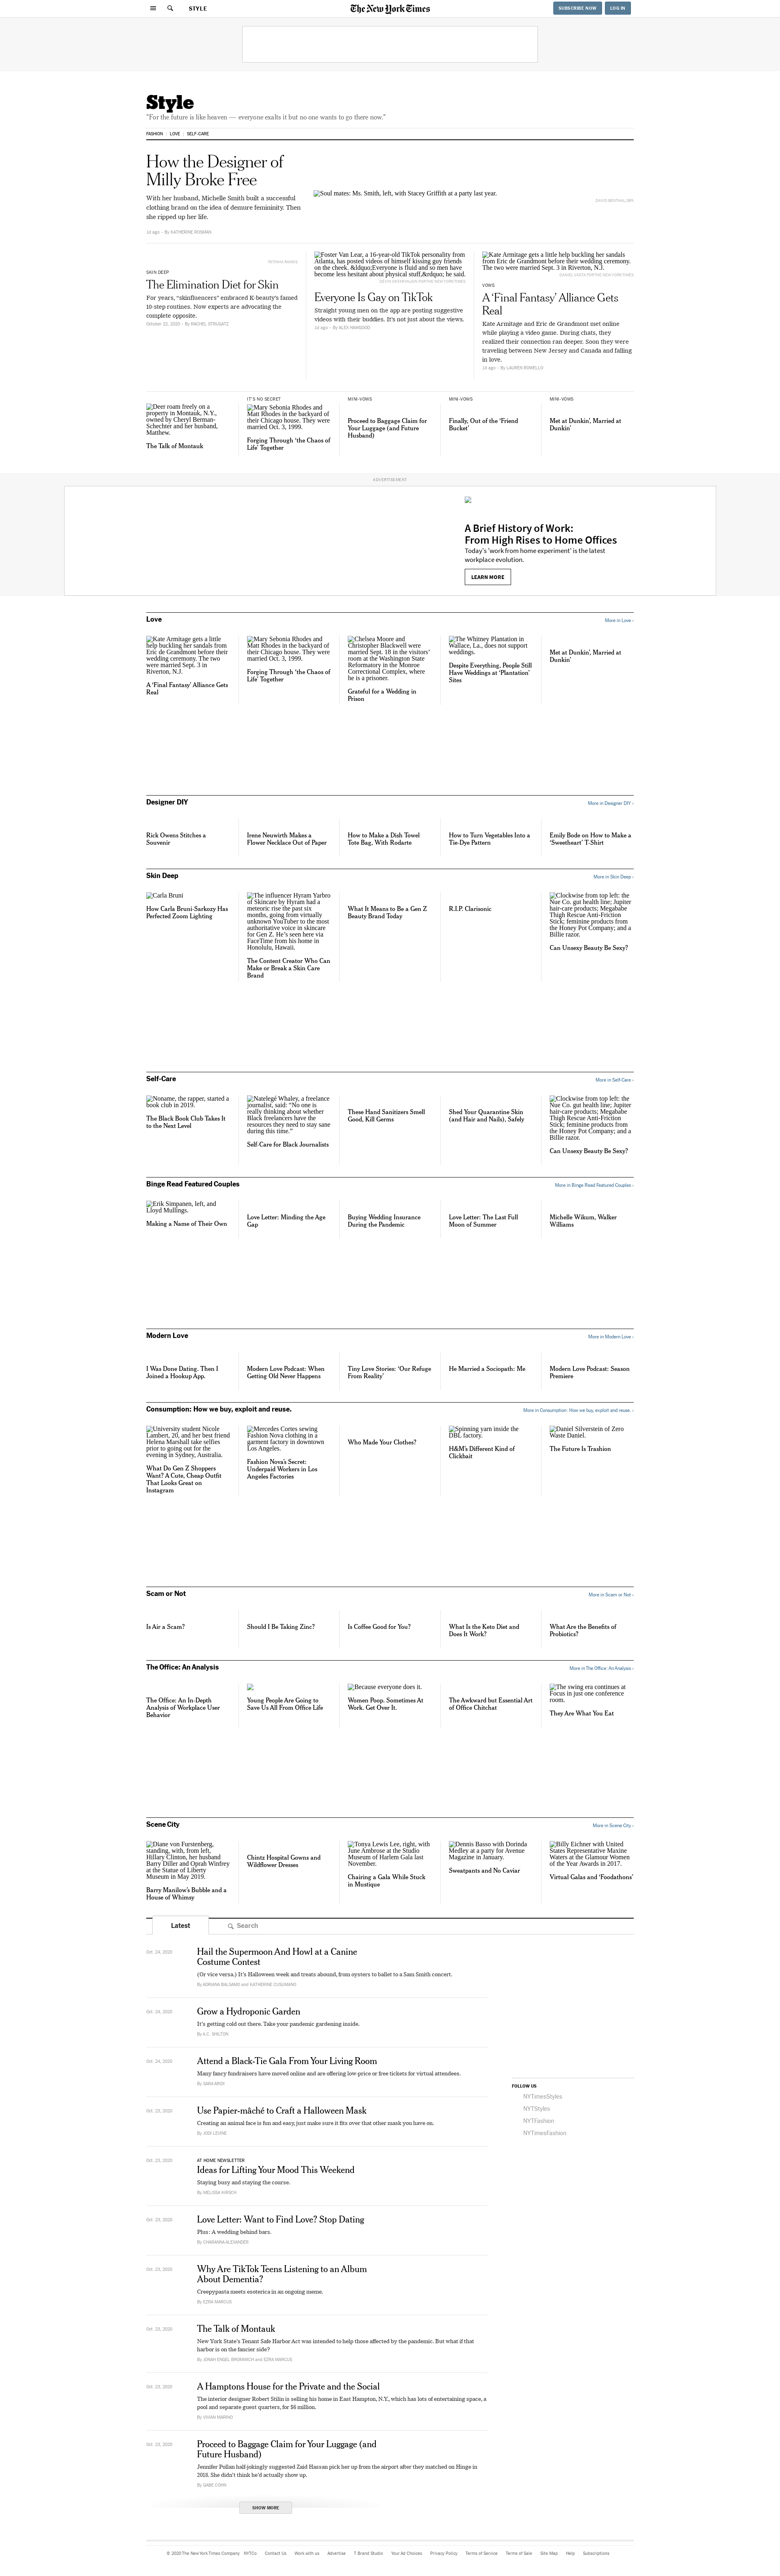 STYLE
The New York Times
SUBSCRIBE NOW
LOG IN
Style
"For the future is like heaven — everyone exalts it but no one wants to go there now."
FASHION
LOVE
SELF-CARE
How the Designer of
Milly Broke Free
With her husband, Michelle Smith built a successful
clothing brand on the idea of demure femininity. Then
she ripped up her life.
1d ago - By KATHERINE ROSMAN
Soul mates: Ms. Smith, left, with Stacey Griffith at a party last year.
SKIN DEEP
The Elimination Diet for Skin
For years, “skinfluencers” embraced K-beauty’s famed
10-step routines. Now experts are advocating the
complete opposite.
October 22, 2020 - By RACHEL STRUGATZ
Foster Van Lear, a 16-year-old TikTok personality from
Atlanta, has posted videos of himself kissing guy friends
on the cheek. &ldquo;Everyone is fluid and so men have
become less hesitant about physical stuff,&rdquo; he said.
Everyone Is Gay on TikTok
Straight young men on the app are posting suggestive
videos with their buddies. It’s not just about the views.
1d ago - By ALEX HAWGOOD
Kate Armitage gets a little help buckling her sandals
from Eric de Grandmont before their wedding ceremony.
The two were married Sept. 3 in Riverton, N.J.
VOWS
A ‘Final Fantasy’ Alliance Gets
Real
Kate Armitage and Eric de Grandmont met online
while playing a video game. During chats, they
realized their connection ran deeper. Soon they were
traveling between New Jersey and Canada and falling
in love.
1d ago - By LAUREN ROWELLO
Deer roam freely on a
property in Montauk, N.Y.,
owned by Cheryl Berman-
Schechter and her husband,
Matthew.
The Talk of Montauk
IT’S NO SECRET
Mary Sebonia Rhodes and
Matt Rhodes in the backyard of
their Chicago house. They were
married Oct. 3, 1999.
Forging Through ‘the Chaos of
Life’ Together
MINI-VOWS
Proceed to Baggage Claim for
Your Luggage (and Future
Husband)
MINI-VOWS
Finally, Out of the ‘Friend
Bucket’
MINI-VOWS
Met at Dunkin’, Married at
Dunkin’
ADVERTISEMENT
A Brief History of Work:
From High Rises to Home Offices
Today's 'work from home experiment' is the latest
workplace evolution.
LEARN MORE
Love
More in Love ›
Kate Armitage gets a little
help buckling her sandals from
Eric de Grandmont before their
wedding ceremony. The two
were married Sept. 3 in
Riverton, N.J.
A ‘Final Fantasy’ Alliance Gets
Real
Mary Sebonia Rhodes and
Matt Rhodes in the backyard of
their Chicago house. They were
married Oct. 3, 1999.
Forging Through ‘the Chaos of
Life’ Together
Chelsea Moore and
Christopher Blackwell were
married Sept. 18 in the visitors’
room at the Washington State
Reformatory in the Monroe
Correctional Complex, where
he is a prisoner.
Grateful for a Wedding in
Prison
The Whitney Plantation in
Wallace, La., does not support
weddings.
Despite Everything, People Still
Have Weddings at ‘Plantation’
Sites
Met at Dunkin’, Married at
Dunkin’
Designer DIY
More in Designer DIY ›
Rick Owens Stitches a
Souvenir
Irene Neuwirth Makes a
Flower Necklace Out of Paper
How to Make a Dish Towel
Tote Bag, With Rodarte
How to Turn Vegetables Into a
Tie-Dye Pattern
Emily Bode on How to Make a
‘Sweetheart’ T-Shirt
Skin Deep
More in Skin Deep ›
Carla Bruni
How Carla Bruni-Sarkozy Has
Perfected Zoom Lighting
The influencer Hyram Yarbro
of Skincare by Hyram had a
meteoric rise the past six
months, going from virtually
unknown YouTuber to the most
authoritative voice in skincare
for Gen Z. He’s seen here via
FaceTime from his home in
Honolulu, Hawaii.
The Content Creator Who Can
Make or Break a Skin Care
Brand
What It Means to Be a Gen Z
Beauty Brand Today
R.I.P. Clarisonic
Clockwise from top left: the
Nue Co. gut health line; Jupiter
hair-care products; Megababe
Thigh Rescue Anti-Friction
Stick; feminine products from
the Honey Pot Company; and a
Billie razor.
Can Unsexy Beauty Be Sexy?
Self-Care
More in Self-Care ›
Noname, the rapper, started a
book club in 2019.
The Black Book Club Takes It
to the Next Level
Natelegé Whaley, a freelance
journalist, said: “No one is
really thinking about whether
Black freelancers have the
resources they need to stay sane
during this time.”
Self-Care for Black Journalists
These Hand Sanitizers Smell
Good, Kill Germs
Shed Your Quarantine Skin
(and Hair and Nails), Safely
Clockwise from top left: the
Nue Co. gut health line; Jupiter
hair-care products; Megababe
Thigh Rescue Anti-Friction
Stick; feminine products from
the Honey Pot Company; and a
Billie razor.
Can Unsexy Beauty Be Sexy?
Binge Read Featured Couples
More in Binge Read Featured Couples ›
Erik Simpanen, left, and
Lloyd Mullings.
Making a Name of Their Own
Love Letter: Minding the Age
Gap
Buying Wedding Insurance
During the Pandemic
Love Letter: The Last Full
Moon of Summer
Michelle Wikum, Walker
Williams
Modern Love
More in Modern Love ›
I Was Done Dating. Then I
Joined a Hookup App.
Modern Love Podcast: When
Getting Old Never Happens
Tiny Love Stories: ‘Our Refuge
From Reality’
He Married a Sociopath: Me
Modern Love Podcast: Season
Premiere
Consumption: How we buy, exploit and reuse.
More in Consumption: How we buy, exploit and reuse. ›
University student Nicole
Lambert, 20, and her best friend
Helena Marshall take selfies
prior to going out for the
evening in Sydney, Australia.
What Do Gen Z Shoppers
Want? A Cute, Cheap Outfit
That Looks Great on
Instagram
Mercedes Cortes sewing
Fashion Nova clothing in a
garment factory in downtown
Los Angeles.
Fashion Nova’s Secret:
Underpaid Workers in Los
Angeles Factories
Who Made Your Clothes?
Spinning yarn inside the
DBL factory.
H&M’s Different Kind of
Clickbait
Daniel Silverstein of Zero
Waste Daniel.
The Future Is Trashion
Scam or Not
More in Scam or Not ›
Is Air a Scam?
Should I Be Taking Zinc?
Is Coffee Good for You?
What Is the Keto Diet and
Does It Work?
What Are the Benefits of
Probiotics?
The Office: An Analysis
More in The Office: An Analysis ›
The Office: An In-Depth
Analysis of Workplace User
Behavior
Young People Are Going to
Save Us All From Office Life
Because everyone does it.
Women Poop. Sometimes At
Work. Get Over It.
The Awkward but Essential Art
of Office Chitchat
The swing era continues at
Focus in just one conference
room.
They Are What You Eat
Scene City
More in Scene City ›
Diane von Furstenberg,
standing, with, from left,
Hillary Clinton, her husband
Barry Diller and Oprah Winfrey
at the Statue of Liberty
Museum in May 2019.
Barry Manilow’s Bubble and a
House of Whimsy
Chintz Hospital Gowns and
Wildflower Dresses
Tonya Lewis Lee, right, with
June Ambrose at the Studio
Museum of Harlem Gala last
November.
Chairing a Gala While Stuck
in Mustique
Dennis Basso with Dorinda
Medley at a party for Avenue
Magazine in January.
Sweatpants and No Caviar
Billy Eichner with United
States Representative Maxine
Waters at the Glamour Women
of the Year Awards in 2017.
Virtual Galas and ‘Foodathons’
Latest
Search
Oct. 24, 2020
Hail the Supermoon And Howl at a Canine
Costume Contest
(Or vice versa.) It’s Halloween week and treats abound, from oysters to ballet to a Sam Smith concert.
By ADRIANA BALSAMO and KATHERINE CUSUMANO
Oct. 24, 2020
Grow a Hydroponic Garden
It’s getting cold out there. Take your pandemic gardening inside.
By A.C. SHILTON
Oct. 24, 2020
Attend a Black-Tie Gala From Your Living Room
Many fancy fundraisers have moved online and are offering low-price or free tickets for virtual attendees.
Oct. 23, 2020
Use Papier-mâché to Craft a Halloween Mask
Creating an animal face is fun and easy, just make sure it fits over that other mask you have on.
By JODI LEVINE
Oct. 23, 2020
AT HOME NEWSLETTER
Ideas for Lifting Your Mood This Weekend
Staying busy and staying the course.
By MELISSA KIRSCH
Oct. 23, 2020
Love Letter: Want to Find Love? Stop Dating
Plus: A wedding behind bars.
By CHARANNA ALEXANDER
Oct. 23, 2020
Why Are TikTok Teens Listening to an Album
About Dementia?
Creepypasta meets esoterica in an ongoing meme.
By EZRA MARCUS
Oct. 23, 2020
The Talk of Montauk
New York State’s Tenant Safe Harbor Act was intended to help those affected by the pandemic. But what if that
harbor is on the fancier side?
By JONAH ENGEL BROMWICH and EZRA MARCUS
Oct. 23, 2020
A Hamptons House for the Private and the Social
The interior designer Robert Stilin is selling his home in East Hampton, N.Y., which has lots of entertaining space, a
pool and separate guest quarters, for $6 million.
By VIVIAN MARINO
Oct. 23, 2020
Proceed to Baggage Claim for Your Luggage (and
Future Husband)
Jennifer Pollan half-jokingly suggested Zaid Hassan pick her up from the airport after they matched on Hinge in
2018. She didn’t think he’d actually show up.
By GABE COHN
SHOW MORE
FOLLOW US
NYTimesStyles
NYTStyles
NYTFashion
NYTimesFashion
© 2020 The New York Times Company
NYTCo
Contact Us
Work with us
Advertise
T Brand Studio
Your Ad Choices
Privacy Policy
Terms of Service
Terms of Sale
Site Map
Help
Subscriptions